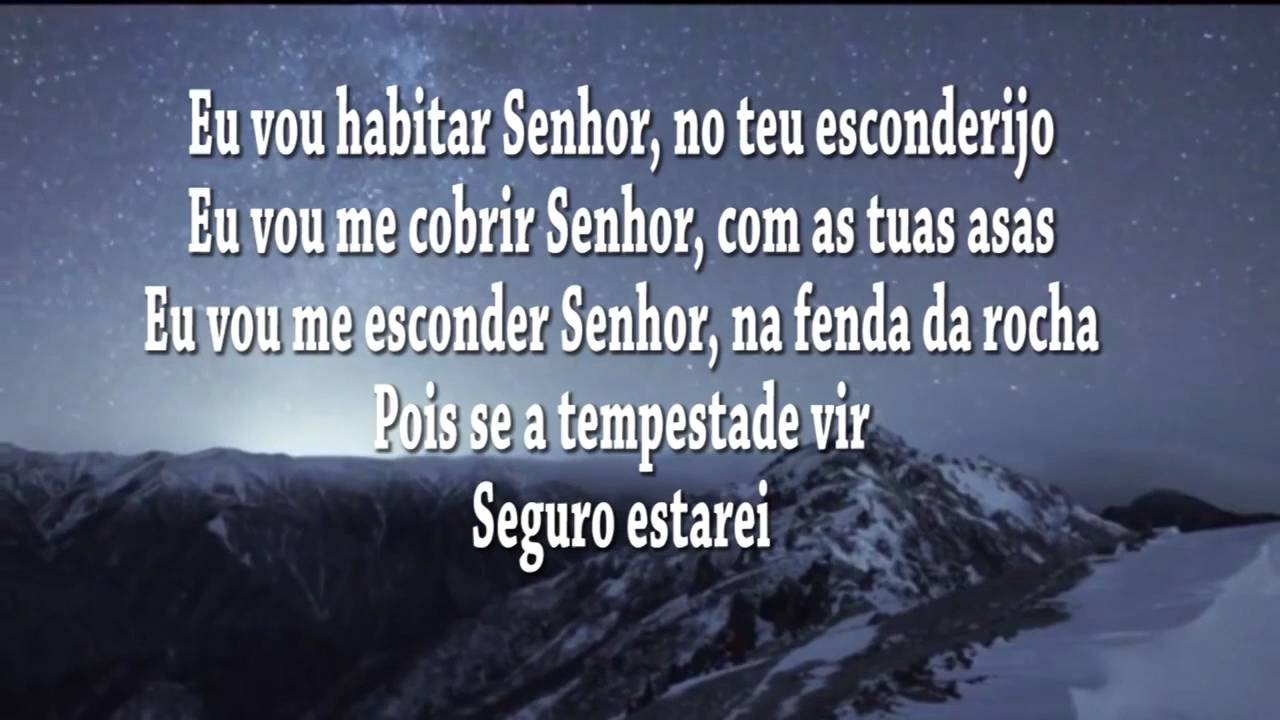 Eu vou habitar Senhor, no teu esconderijo
Eu vou me cobrir Senhor, com as tuas asas
Eu vou me esconder Senhor, na fenda da rocha
Pois se a tempestade vir
Seguro estarei